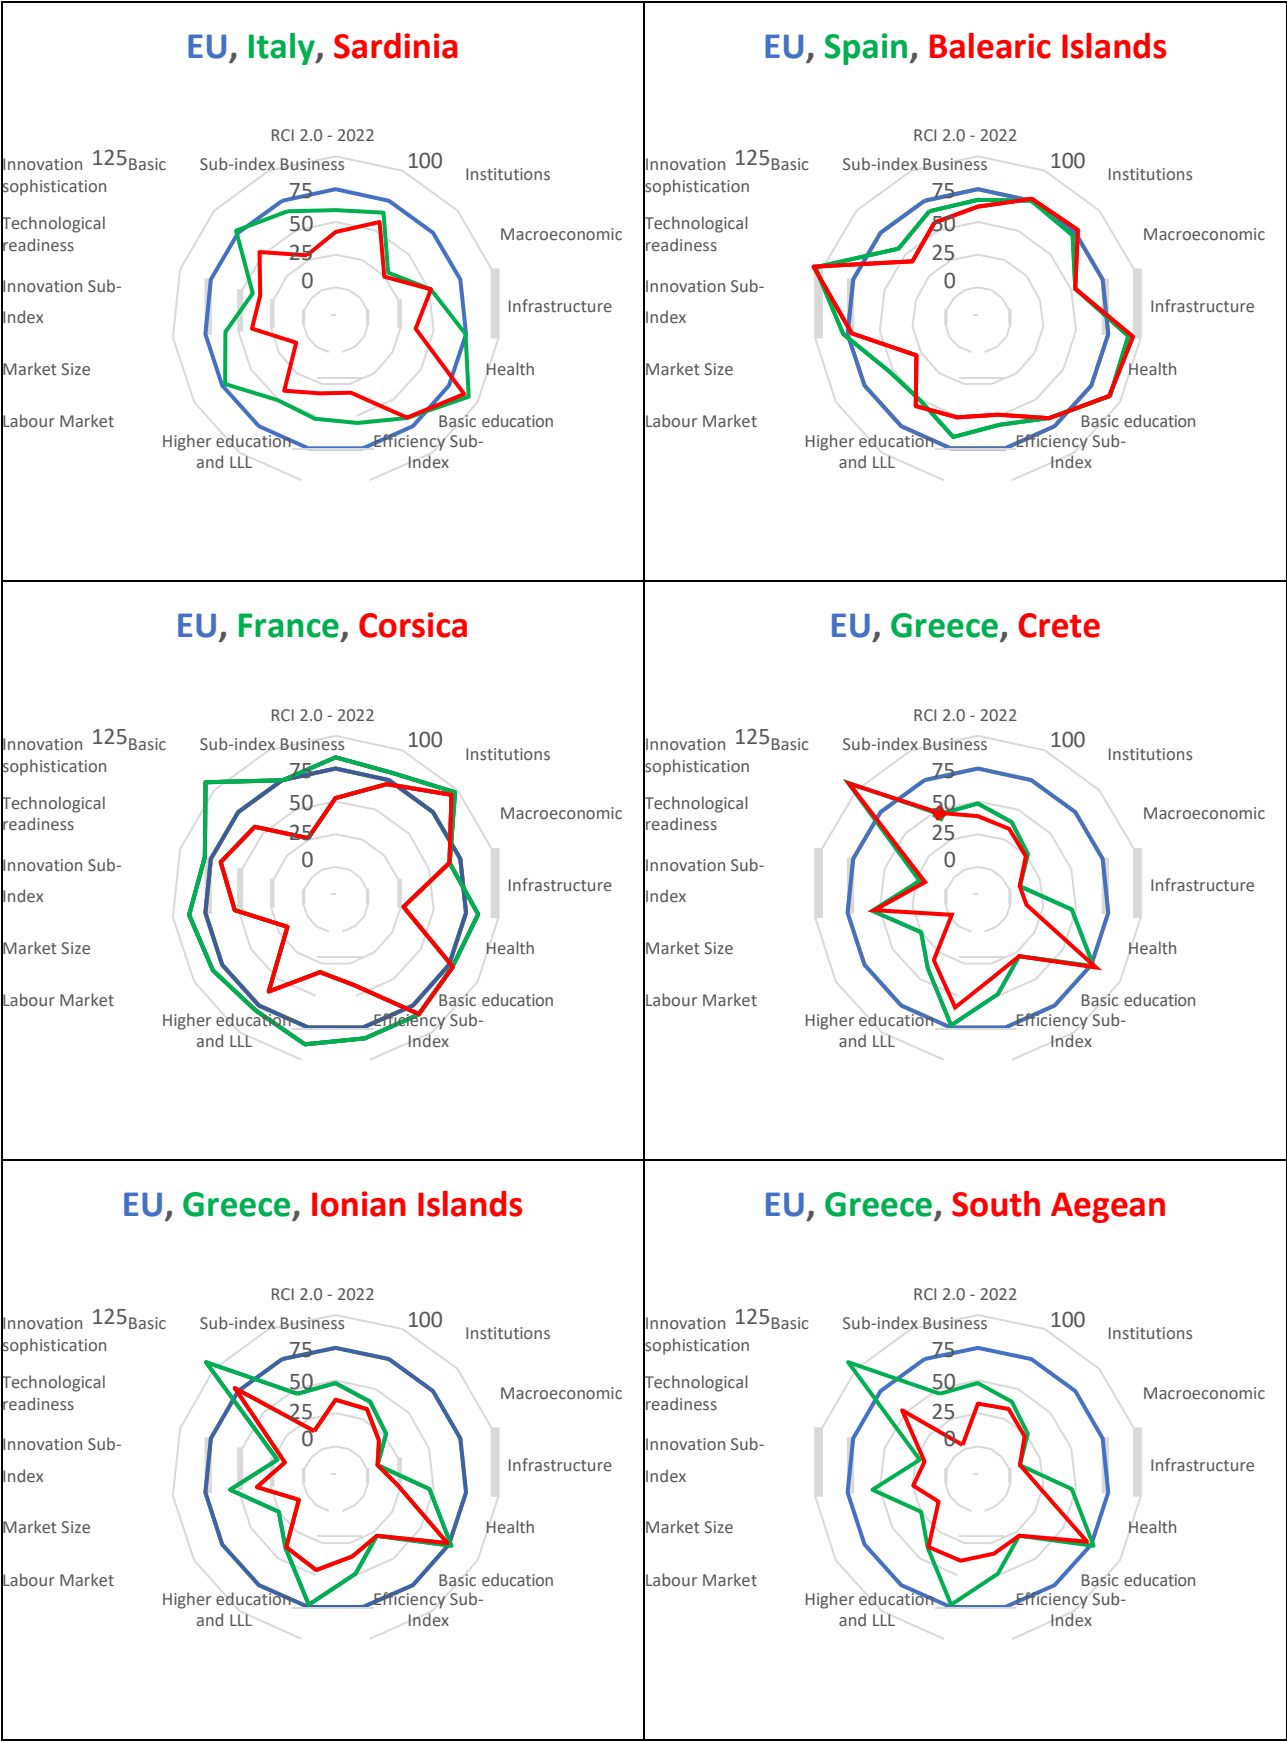 EU, Italy, Sardinia
RCI 2.0 - 2022
Innovation 125 Basic Sub-index Business 100 Institutions
sophistication
75
Technological 50 Macroeconomic
readiness
25
Innovation Sub- 0 Infrastructure
Index
Market Size Health
Labour Market Basic education
Higher education Efficiency Sub-
and LLL Index
EU, Spain, Balearic Islands
RCI 2.0 - 2022
Innovation 125 Basic Sub-index Business 100 Institutions
sophistication
75
Technological 50 Macroeconomic
readiness
25
Innovation Sub- 0 Infrastructure
Index
Market Size Health
Labour Market Basic education
Higher education Efficiency Sub-
and LLL Index
EU, France, Corsica
RCI 2.0 - 2022
Innovation 125 Basic Sub-index Business 100 Institutions
sophistication
75
Technological 50 Macroeconomic
readiness
25
Innovation Sub- 0 Infrastructure
Index
Market Size Health
Labour Market Basic education
Higher education Efficiency Sub-
and LLL Index
EU, Greece, Crete
RCI 2.0 - 2022
Innovation 125 Basic Sub-index Business 100 Institutions
sophistication
75
Technological 50 Macroeconomic
readiness
25
Innovation Sub- 0 Infrastructure
Index
Market Size Health
Labour Market Basic education
Higher education Efficiency Sub-
and LLL Index
EU, Greece, Ionian Islands
RCI 2.0 - 2022
Innovation 125 Basic Sub-index Business 100 Institutions
sophistication
75
Technological 50 Macroeconomic
readiness
25
Innovation Sub- 0 Infrastructure
Index
Market Size Health
Labour Market Basic education
Higher education Efficiency Sub-
and LLL Index
EU, Greece, South Aegean
RCI 2.0 - 2022
Innovation 125 Basic Sub-index Business 100 Institutions
sophistication
75
Technological 50 Macroeconomic
readiness
25
Innovation Sub- 0 Infrastructure
Index
Market Size Health
Labour Market Basic education
Higher education Efficiency Sub-
and LLL Index